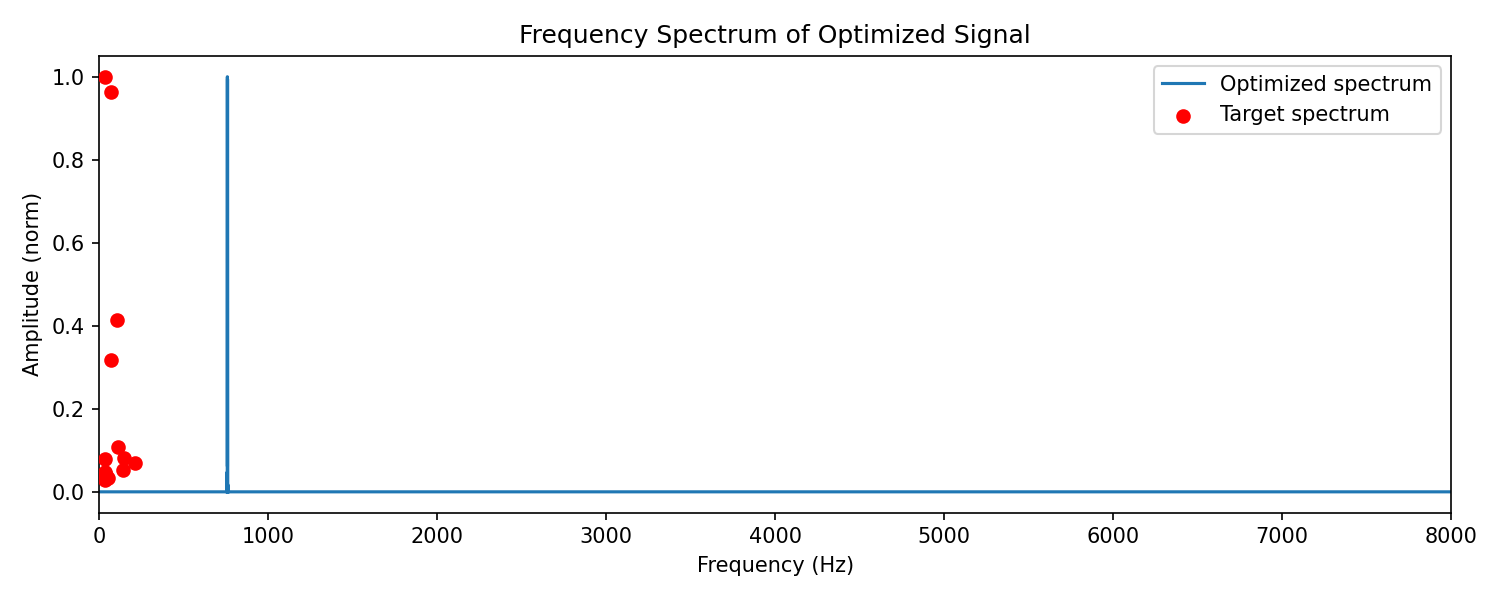 Frequency Spectrum of Optimized Signal
Optimized spectrum
Target spectrum
Amplitude (norm)
1.0
0.8
0.6
0.4
0.2
0.0
0 1000 2000 3000 4000 5000 6000 7000 8000
Frequency (Hz)